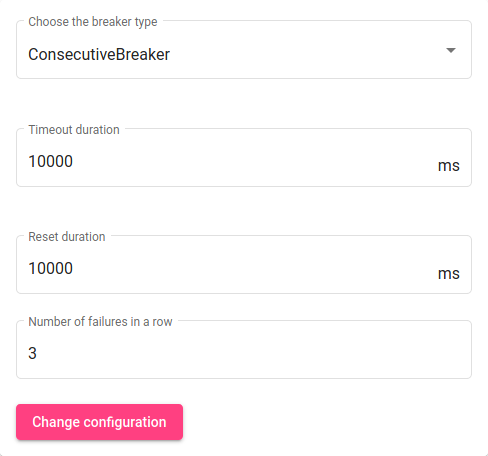 Choose the breaker type
ConsecutiveBreaker
Timeout duration
10000
ms
Reset duration
10000
ms
Number of failures in a row
3
Change configuration